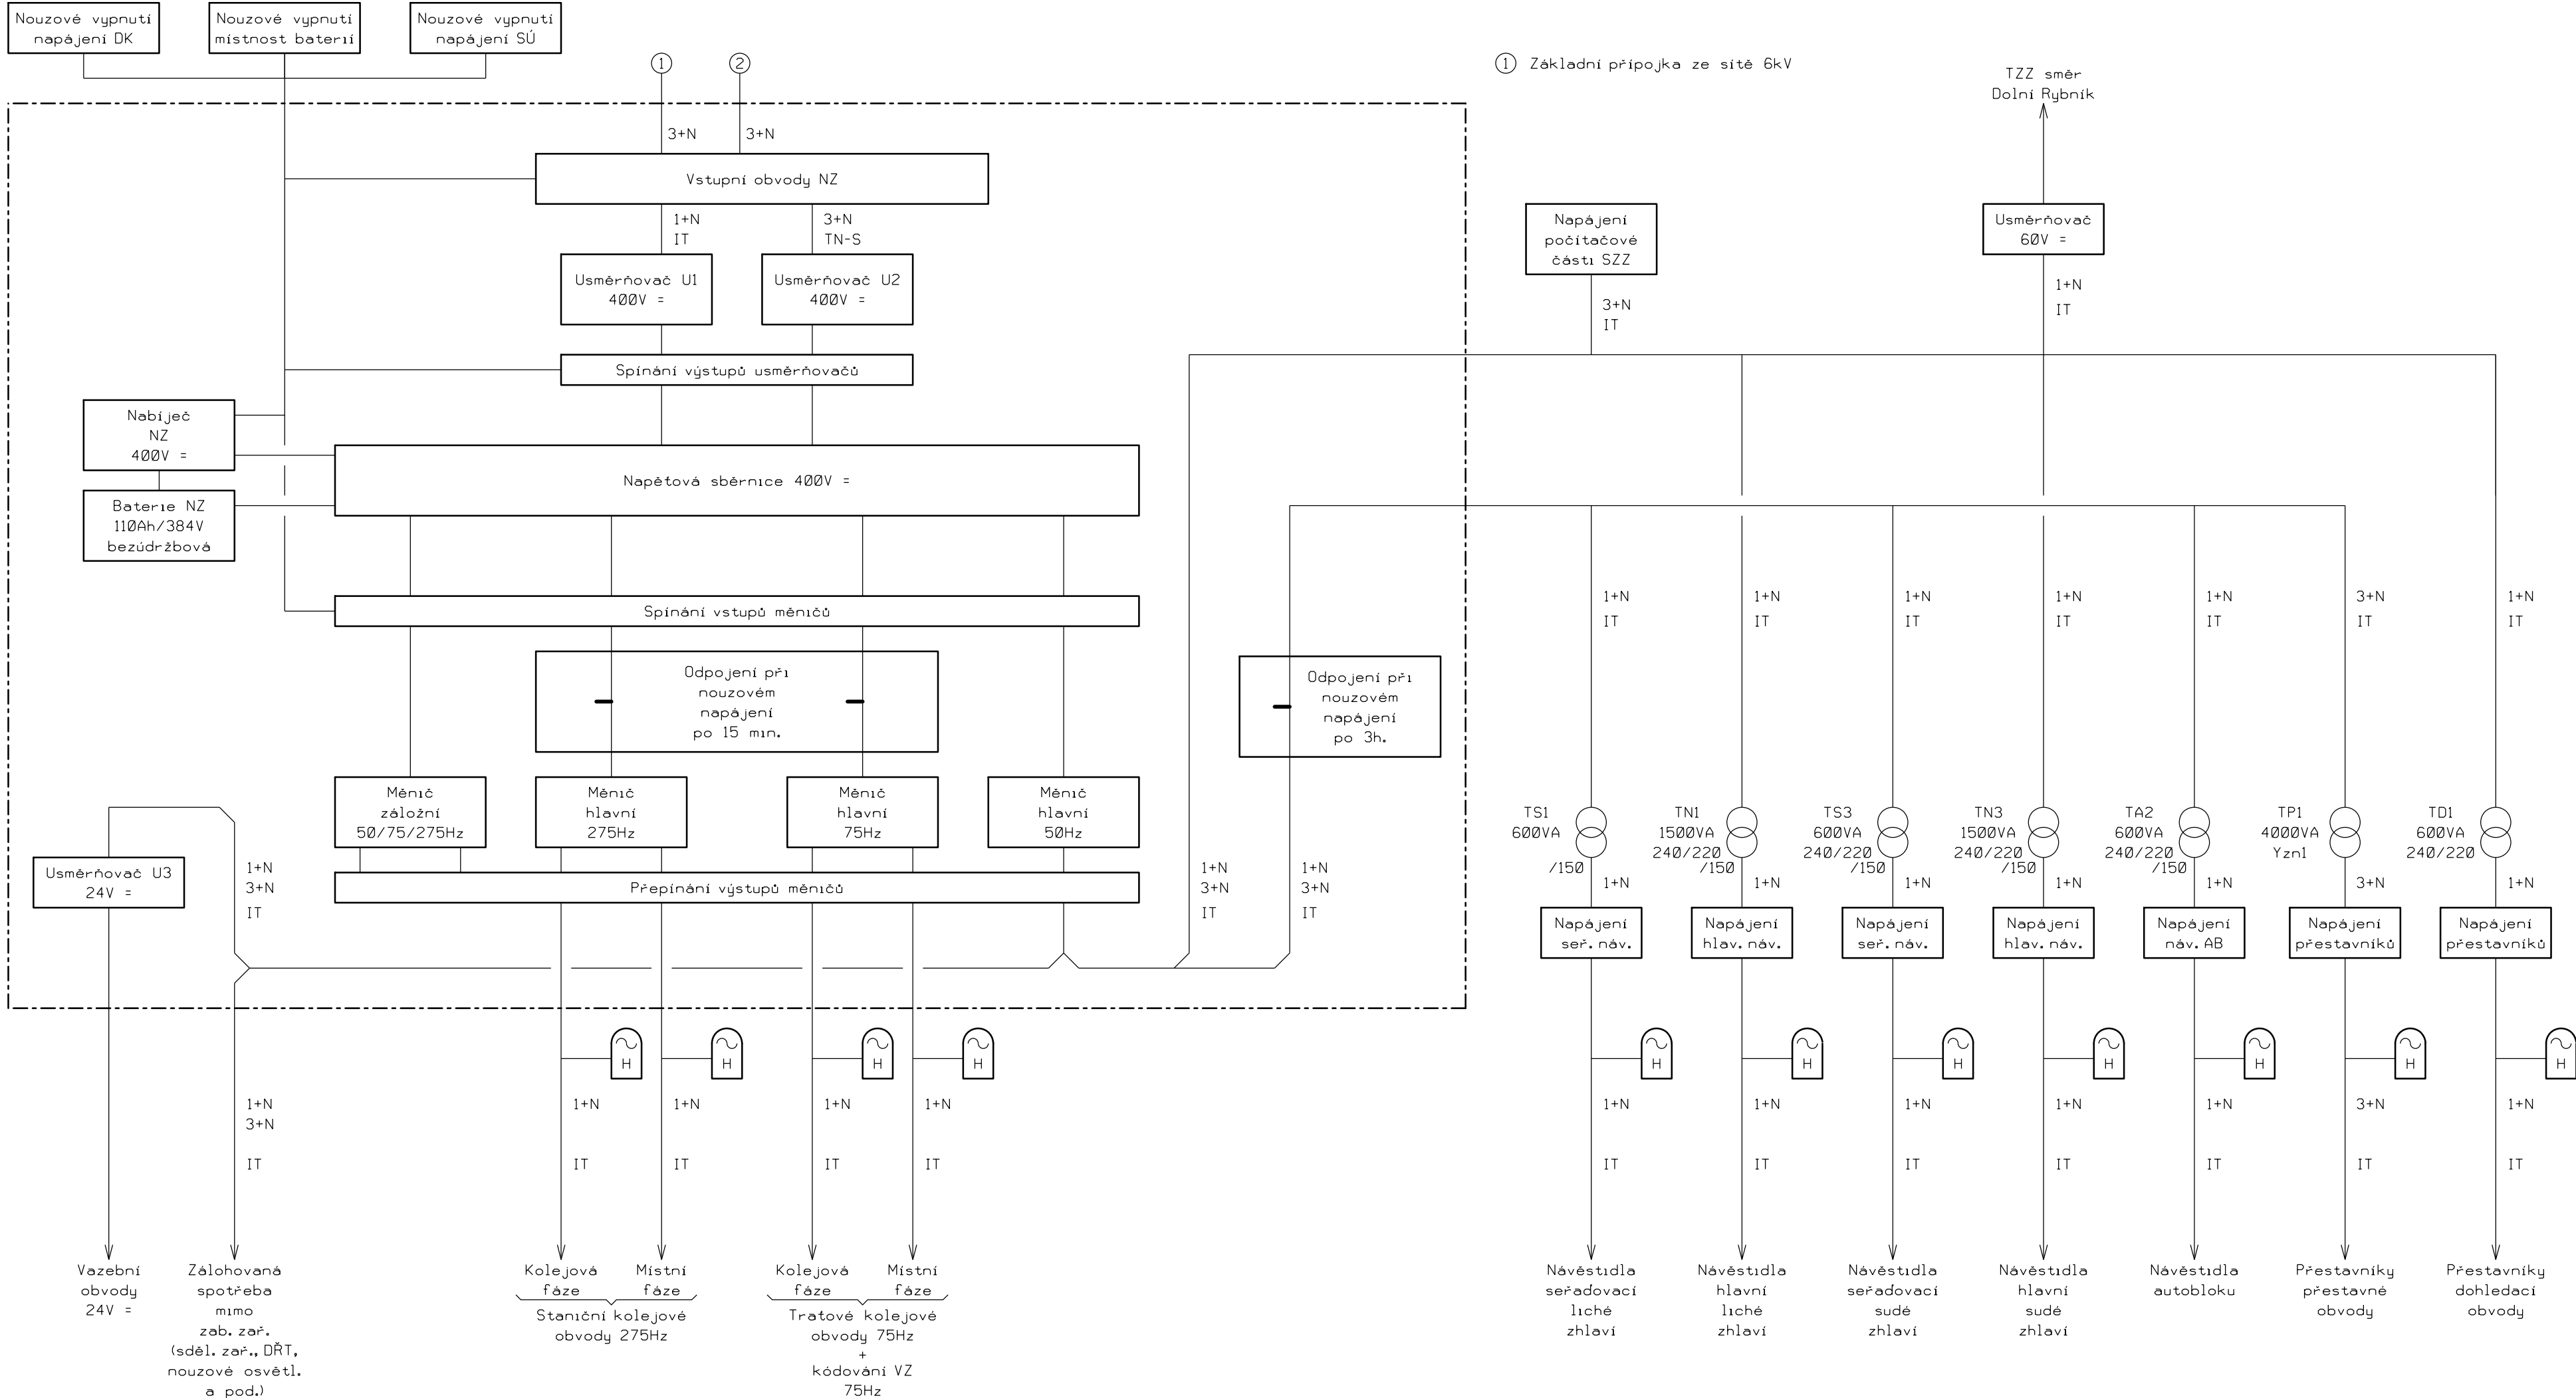 Nouzové vypnutí
napájení DK
Nouzové vypnutí
místnost baterií
Nouzové vypnutí
napájení SÚ
1
2
1 Základní přípojka ze sítě 6kV
TZZ směr
Dolní Rybník
3+N
3+N
Vstupní obvody NZ
1+N
IT
3+N
TN-S
Usměrňovač U1
400V =
Usměrňovač U2
400V =
Napájení
počítačové
části SZZ
3+N
IT
Usměrňovač
60V =
1+N
IT
Spínání výstupů usměrňovačů
Nabíječ
NZ
400V =
Napěťová sběrnice 400V =
Baterie NZ
110Ah/384V
bezúdržbová
Spínání vstupů měničů
Odpojení při
nouzovém
napájení
po 15 min.
Odpojení při
nouzovém
napájení
po 3h.
1+N
IT
1+N
IT
1+N
IT
1+N
IT
1+N
IT
3+N
IT
1+N
IT
Měnič
záložní
50/75/275Hz
Měnič
hlavní
275Hz
Měnič
hlavní
75Hz
Měnič
hlavní
50Hz
Usměrňovač U3
24V =
1+N
3+N
IT
Přepínání výstupů měničů
1+N
3+N
IT
1+N
3+N
IT
TS1
600VA
/150
1+N
TN1
1500VA
240/220
/150
1+N
TS3
600VA
240/220
/150
1+N
TN3
1500VA
240/220
/150
1+N
TA2
600VA
240/220
/150
1+N
TP1
4000VA
Yzn1
3+N
TD1
600VA
240/220
1+N
Napájení
seř. náv.
Napájení
hlav. náv.
Napájení
seř. náv.
Napájení
hlav. náv.
Napájení
náv. AB
Napájení
přestavníků
Napájení
přestavníků
H
H
H
H
H
H
H
H
H
H
H
1+N
3+N
IT
1+N
IT
1+N
IT
1+N
IT
1+N
IT
1+N
IT
1+N
IT
1+N
IT
1+N
IT
1+N
IT
3+N
IT
1+N
IT
Vazební
obvody
24V =
Zálohovaná
spotřeba
mimo
zab. zař.
(sděl. zař., DŘT,
nouzové osvětl.
a pod.)
Kolejová
fáze
Místní
fáze
Staniční kolejové
obvody 275Hz
Kolejová
fáze
Místní
fáze
Traťové kolejové
obvody 75Hz
+
kódování VZ
75Hz
Návěstidla
seřaďovací
liché
zhlaví
Návěstidla
hlavní
liché
zhlaví
Návěstidla
seřaďovací
sudé
zhlaví
Návěstidla
hlavní
sudé
zhlaví
Návěstidla
autobloku
Přestavníky
přestavné
obvody
Přestavníky
dohledací
obvody